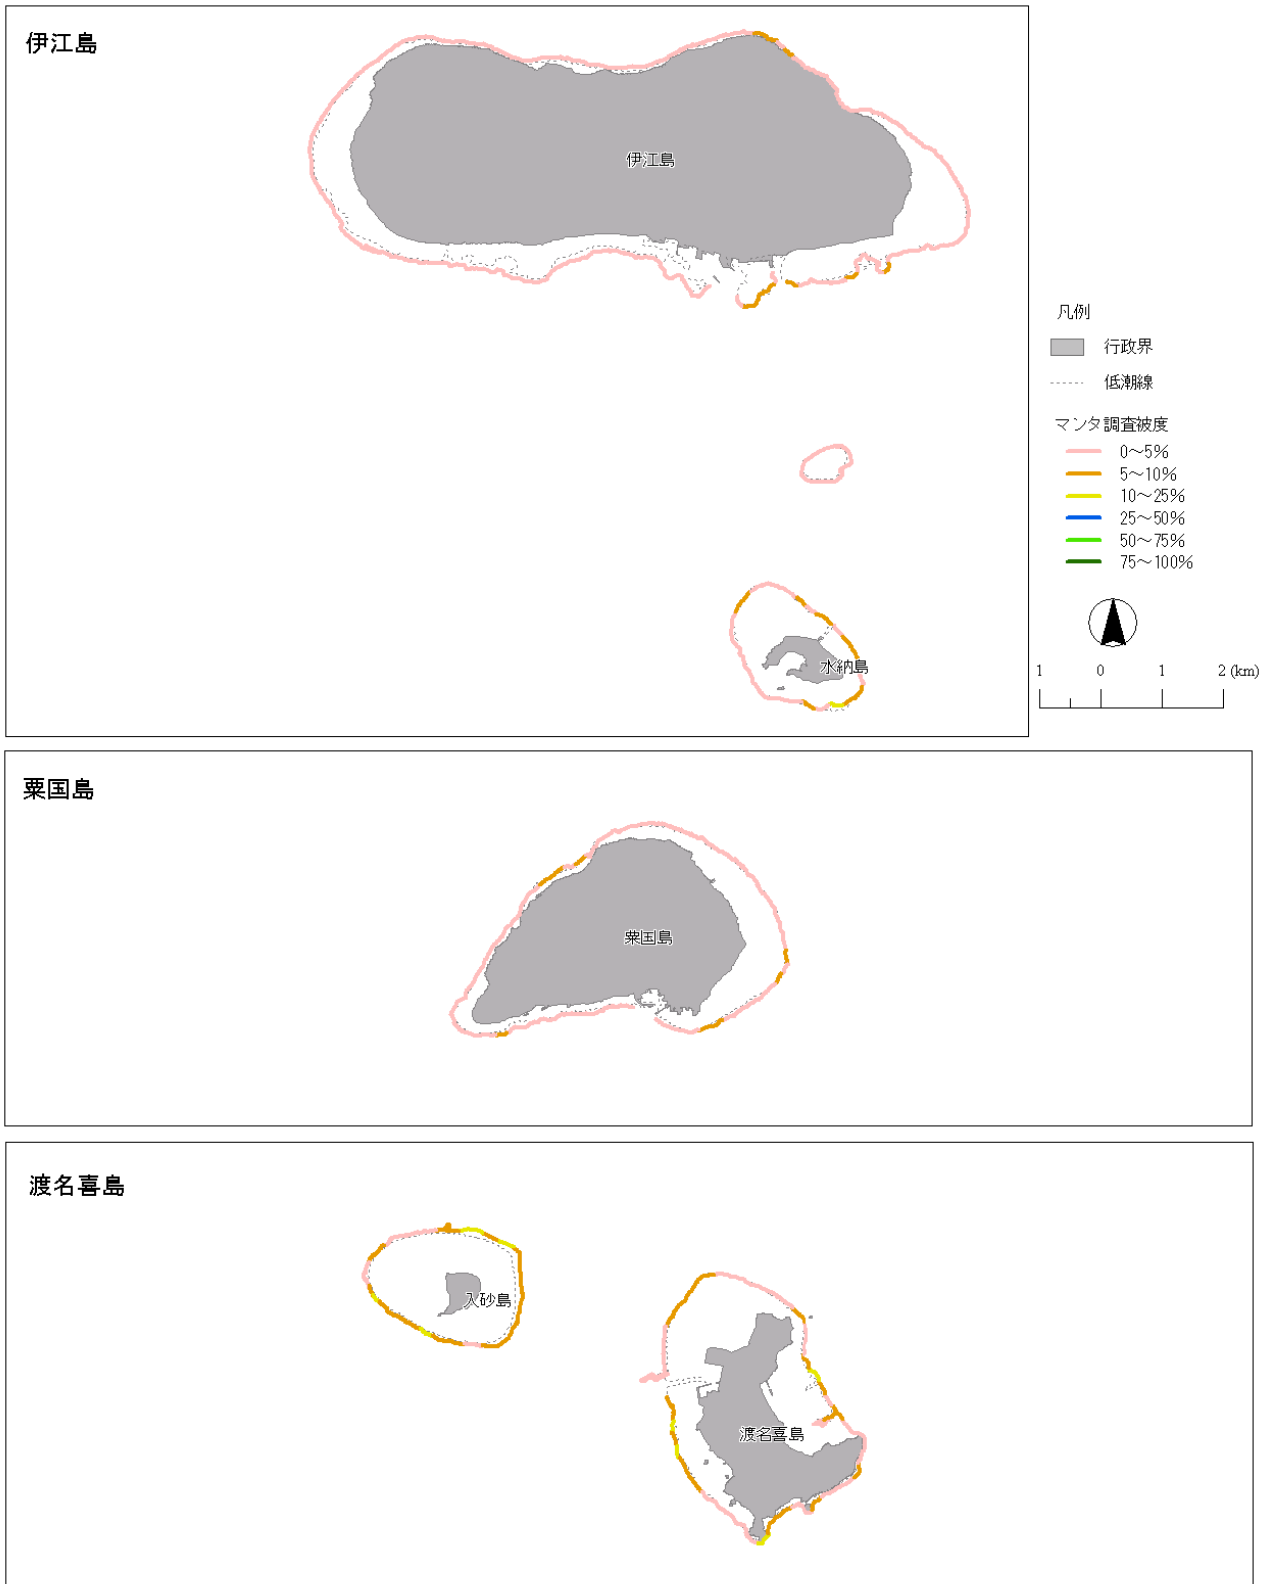 伊江島
伊江島
凡例
行政界
低潮線
マンタ調査被度
0～5%
5～10%
10～25%
25～50%
50～75%
75～100%
水納島
1 0 1 2 (km)
粟国島
粟国島
渡名喜島
入砂島
渡名喜島